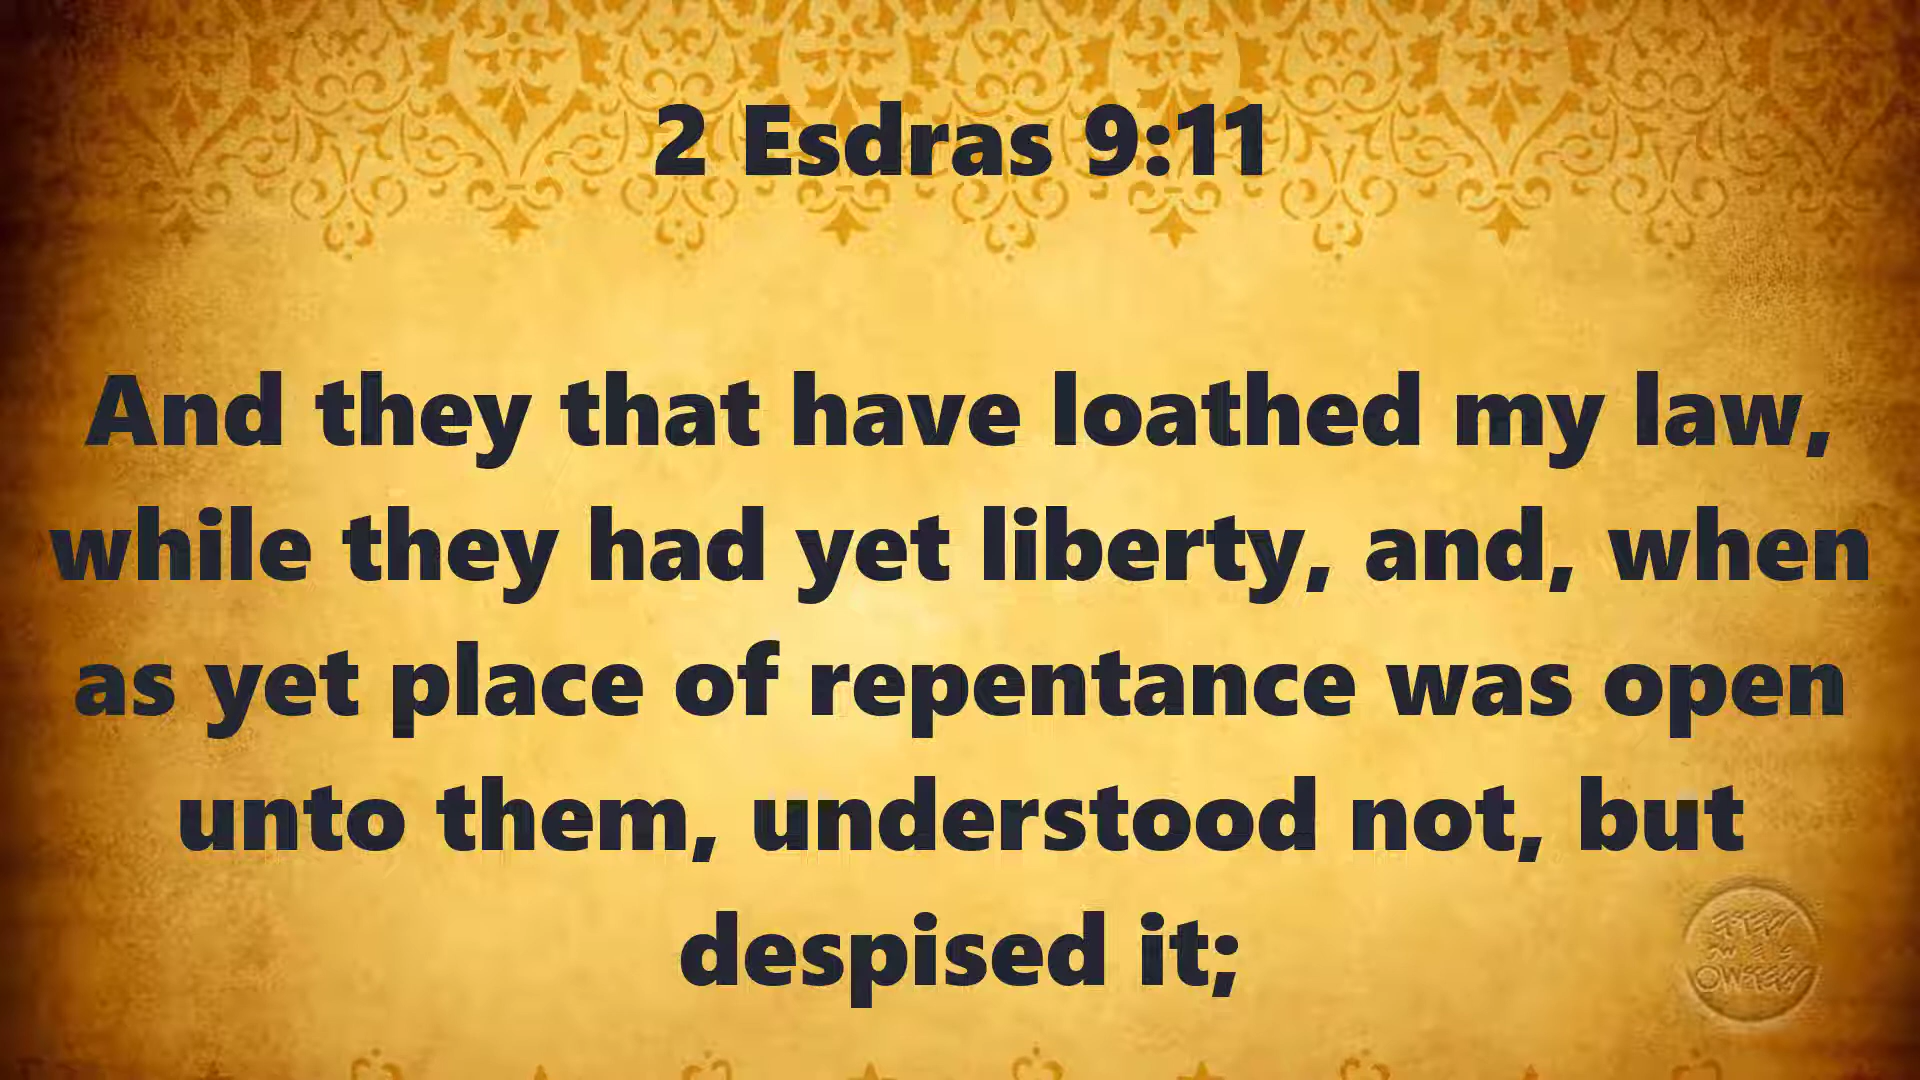 2 Esdras 9:11
And they that have loathed my law,
while they had yet liberty, and, when
as yet place of repentance was open
unto them, understood not, but
despised it;